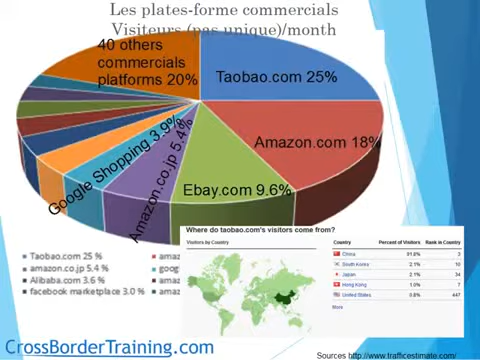 Les plates-forme commercials
Visiteurs (pas unique)/month
40 others
commercials
platforms 20%
Taobao.com 25%
Amazon.com 18%
Ebay.com 9.6%
Amazon.co.jp 5.4%
Google Shopping 3.9%
Taobao.com 25 %
amaz
amazon.co.jp 5.4 %
goog
Alibaba.com 3.6 %
amaz
facebook marketplace 3.0 %
amaz
Where do taobao.com's visitors come from?
Visitors by Country
Country Percent of Visitors Rank in Country
China 91.8% 3
South Korea 2.1% 10
Japan 2.1% 34
Hong Kong 1.0% 7
United States 0.8% 447
More
CrossBorderTraining.com
Sources http://www.trafficestimate.com/